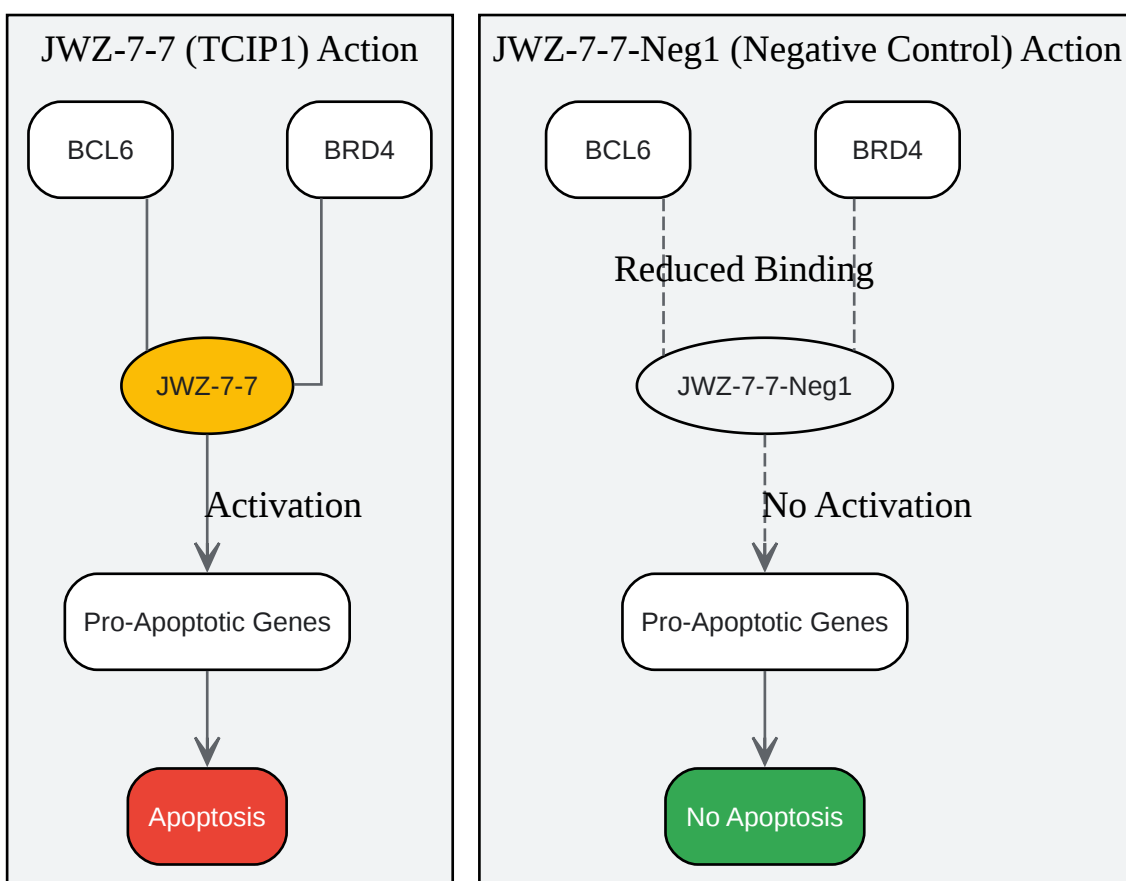 JWZ-7-7 (TCIP1) Action
BCL6
BRD4
JWZ-7-7
Activation
Pro-Apoptotic Genes
Apoptosis
JWZ-7-7-Neg1 (Negative Control) Action
BCL6
BRD4
Reduced Binding
JWZ-7-7-Neg1
No Activation
Pro-Apoptotic Genes
No Apoptosis